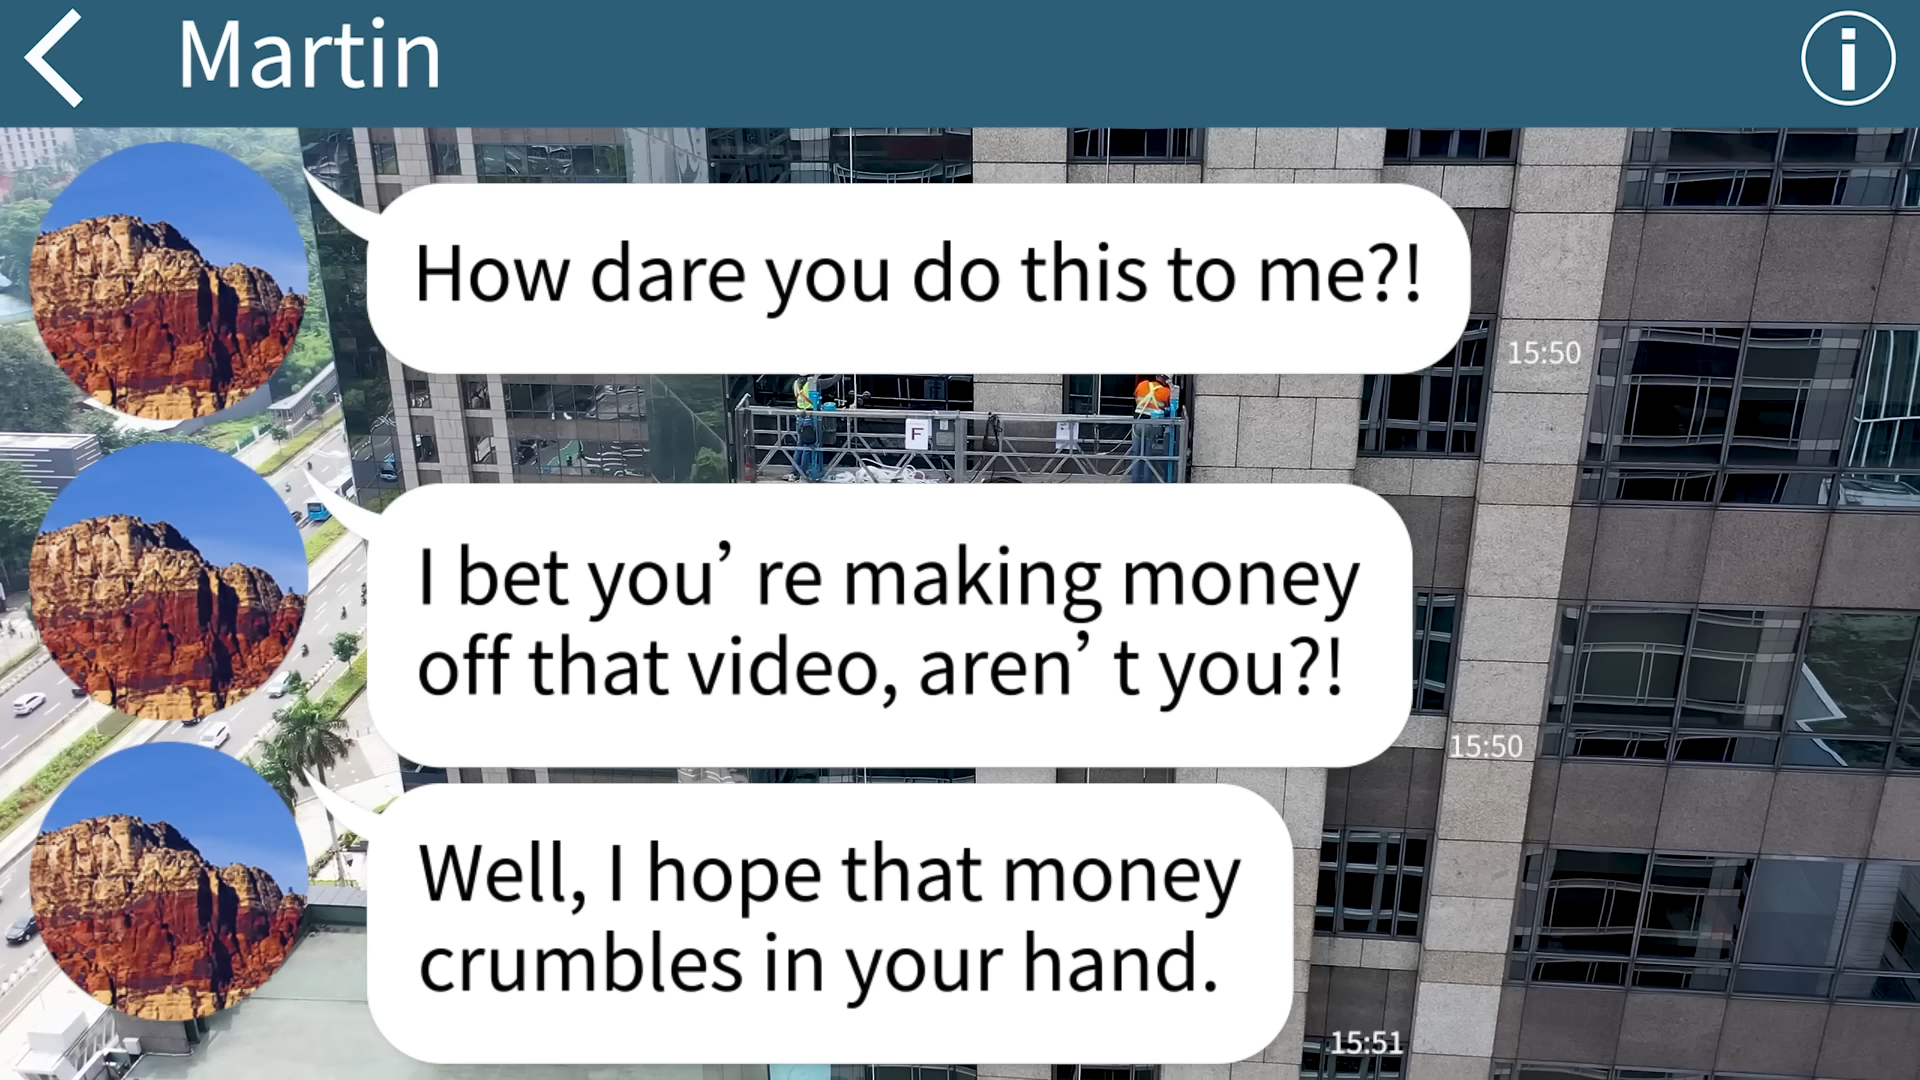 Martin
How dare you do this to me?!
15:50
F
I bet you’re making money
off that video, aren’t you?!
15:50
Well, I hope that money
crumbles in your hand.
15:51